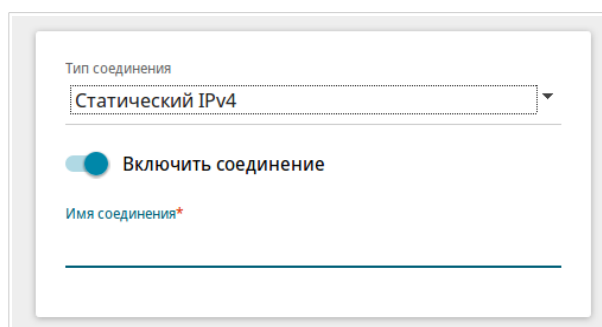 Тип соединения
Статический IPv4
Включить соединение
Имя соединения*